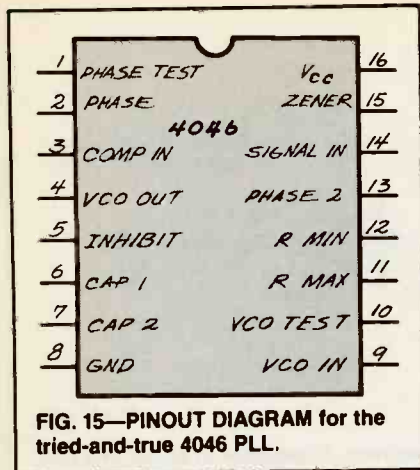 1 PHASE TEST
2 PHASE
3 COMP IN
4 VCO OUT
5 INHIBIT
6 CAP 1
7 CAP 2
8 GND
4046
VCC 16
ZENER 15
SIGNAL IN 14
PHASE 2 13
R MIN 12
R MAX 11
VCO TEST 10
VCO IN 9
FIG. 15—PINOUT DIAGRAM for the
tried-and-true 4046 PLL.